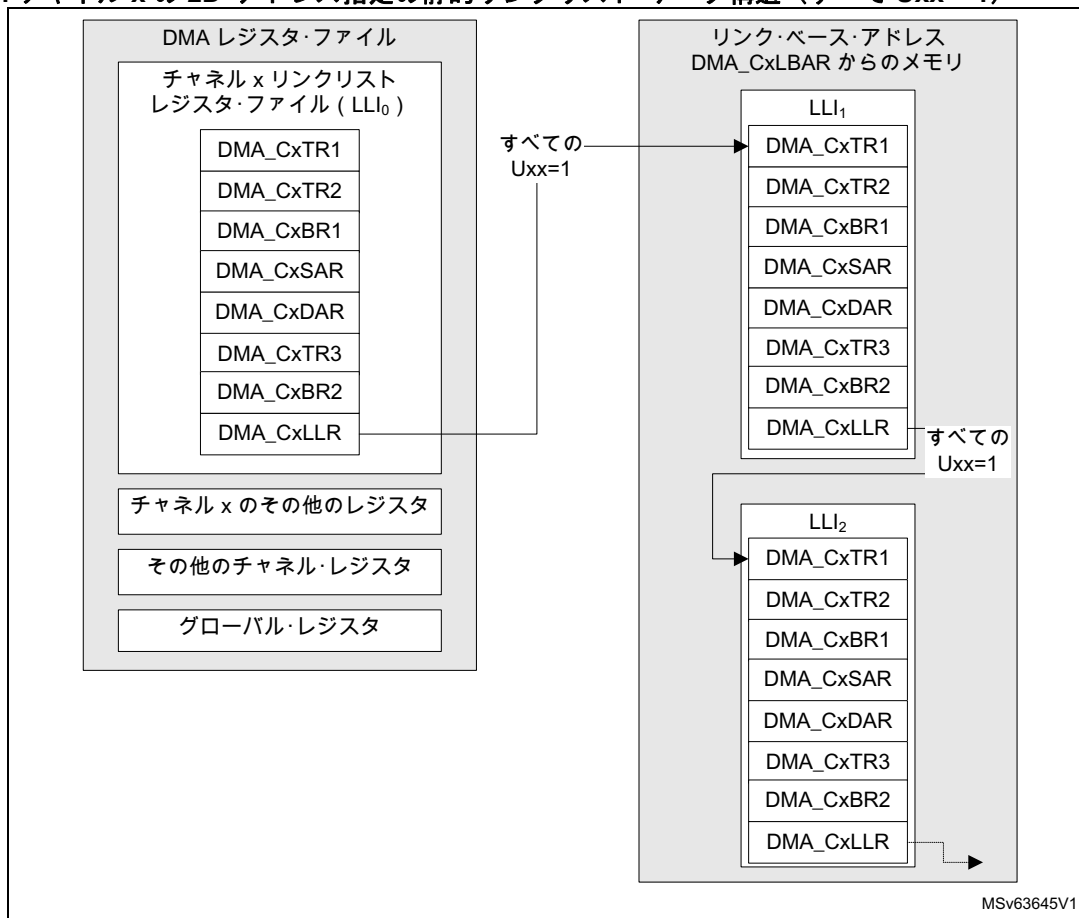 DMA レジスタ·ファイル
チャネル x リンクリスト
レジスタ·ファイル ( LLI₀ )
DMA_CxTR1
DMA_CxTR2
DMA_CxBR1
DMA_CxSAR
DMA_CxDAR
DMA_CxTR3
DMA_CxBR2
DMA_CxLLR
チャネル x のその他のレジスタ
その他のチャネル·レジスタ
グローバル·レジスタ
すべての
Uxx=1
リンク·ベース·アドレス
DMA_CxLBAR からのメモリ
LLI₁
DMA_CxTR1
DMA_CxTR2
DMA_CxBR1
DMA_CxSAR
DMA_CxDAR
DMA_CxTR3
DMA_CxBR2
DMA_CxLLR
すべての
Uxx=1
LLI₂
DMA_CxTR1
DMA_CxTR2
DMA_CxBR1
DMA_CxSAR
DMA_CxDAR
DMA_CxTR3
DMA_CxBR2
DMA_CxLLR
MSv63645V1